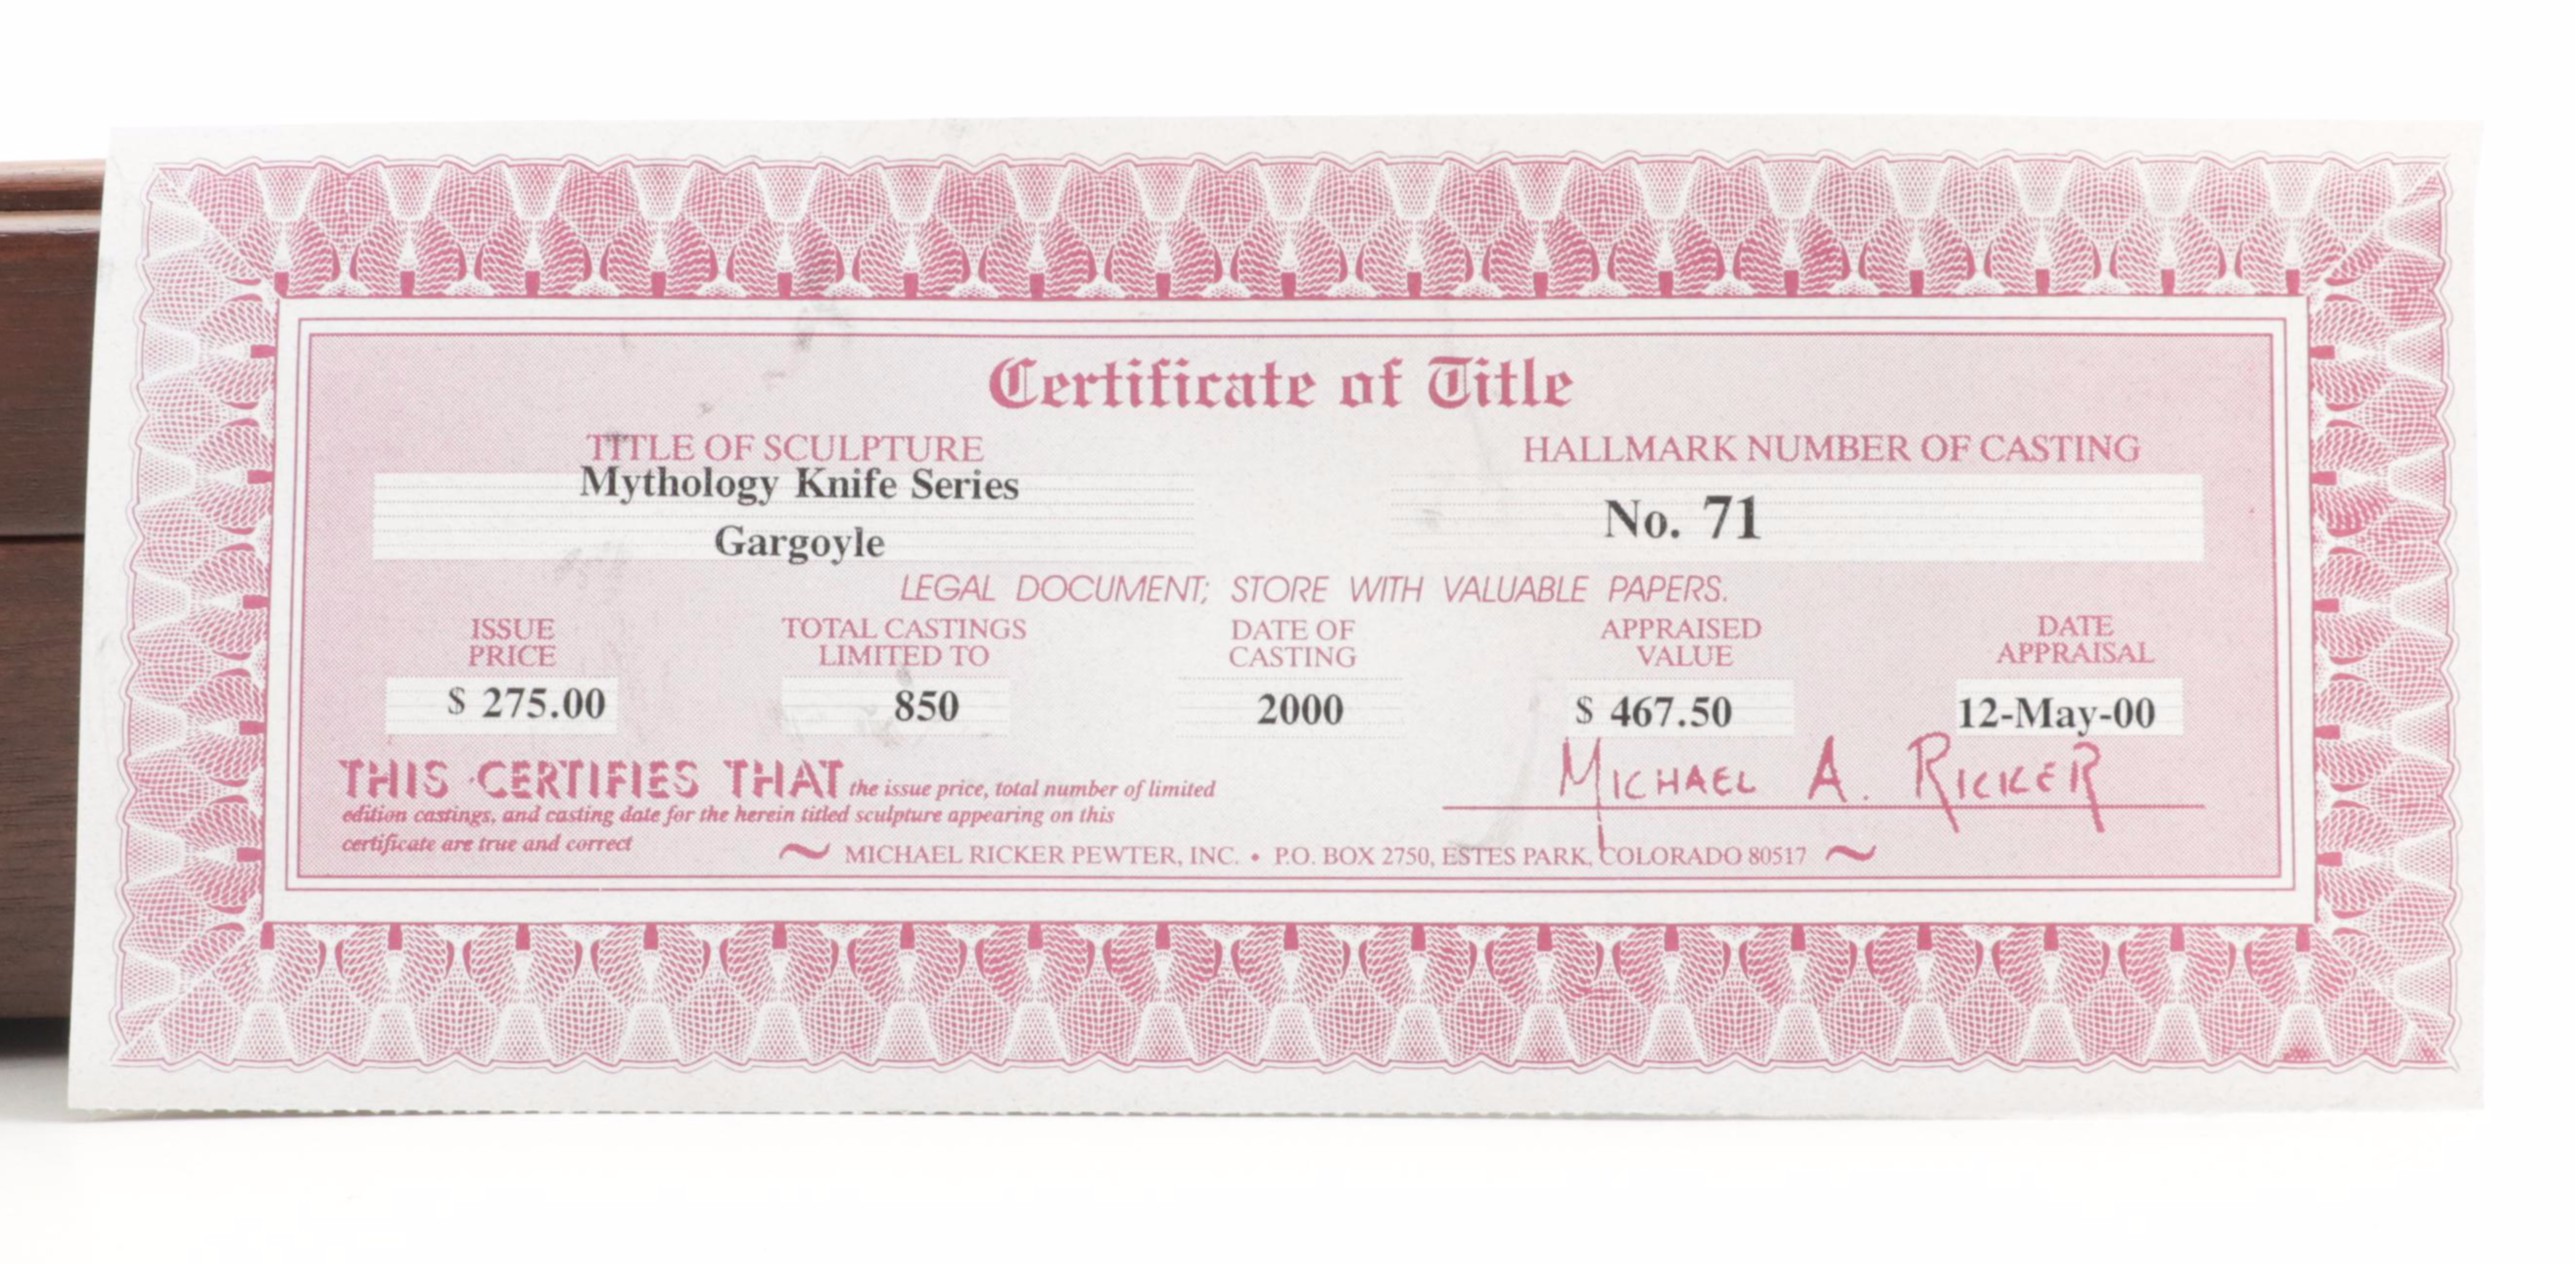 Certificate of Title
TITLE OF SCULPTURE
Mythology Knife Series
Gargoyle
HALLMARK NUMBER OF CASTING
No. 71
LEGAL DOCUMENT; STORE WITH VALUABLE PAPERS.
ISSUE
PRICE
$ 275.00
TOTAL CASTINGS
LIMITED TO
850
DATE OF
CASTING
2000
APPRAISED
VALUE
$ 467.50
DATE
APPRAISAL
12-May-00
THIS CERTIFIES THAT the issue price, total number of limited
edition castings, and casting date for the herein titled sculpture appearing on this
certificate are true and correct
MICHAEL A. RICKER
~ MICHAEL RICKER PEWTER, INC. • P.O. BOX 2750, ESTES PARK, COLORADO 80517 ~